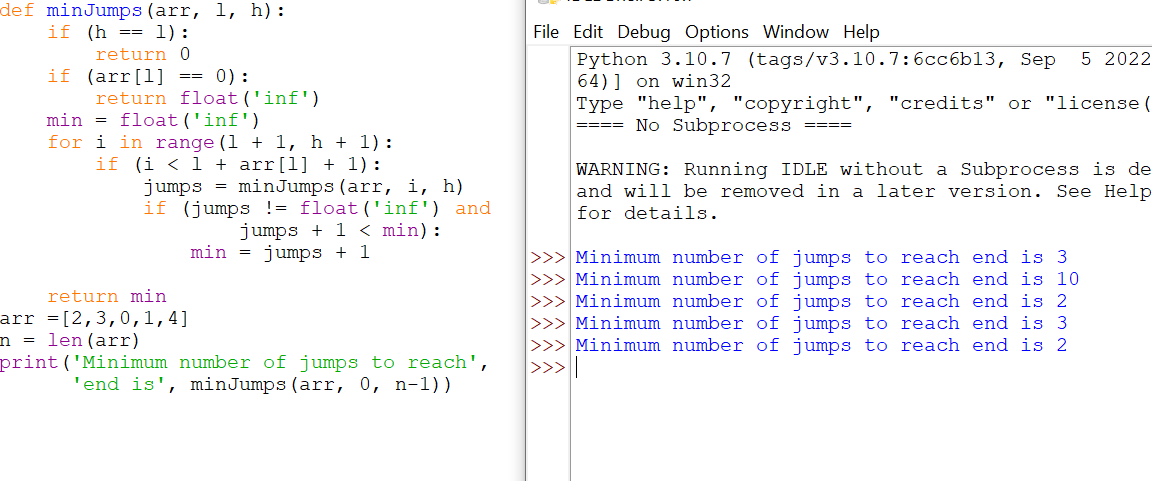 def minJumps(arr, l, h):
    if (h == l):
        return 0
    if (arr[l] == 0):
        return float('inf')
    min = float('inf')
    for i in range(l + 1, h + 1):
        if (i < l + arr[l] + 1):
            jumps = minJumps(arr, i, h)
            if (jumps != float('inf') and
                    jumps + 1 < min):
                min = jumps + 1
    return min
arr =[2,3,0,1,4]
n = len(arr)
print('Minimum number of jumps to reach',
      'end is', minJumps(arr, 0, n-1))
File Edit Debug Options Window Help
Python 3.10.7 (tags/v3.10.7:6cc6b13, Sep  5 2022
64)] on win32
Type "help", "copyright", "credits" or "license(
==== No Subprocess ====
WARNING: Running IDLE without a Subprocess is de
and will be removed in a later version. See Help
for details.
>>> Minimum number of jumps to reach end is 3
>>> Minimum number of jumps to reach end is 10
>>> Minimum number of jumps to reach end is 2
>>> Minimum number of jumps to reach end is 3
>>> Minimum number of jumps to reach end is 2
>>>